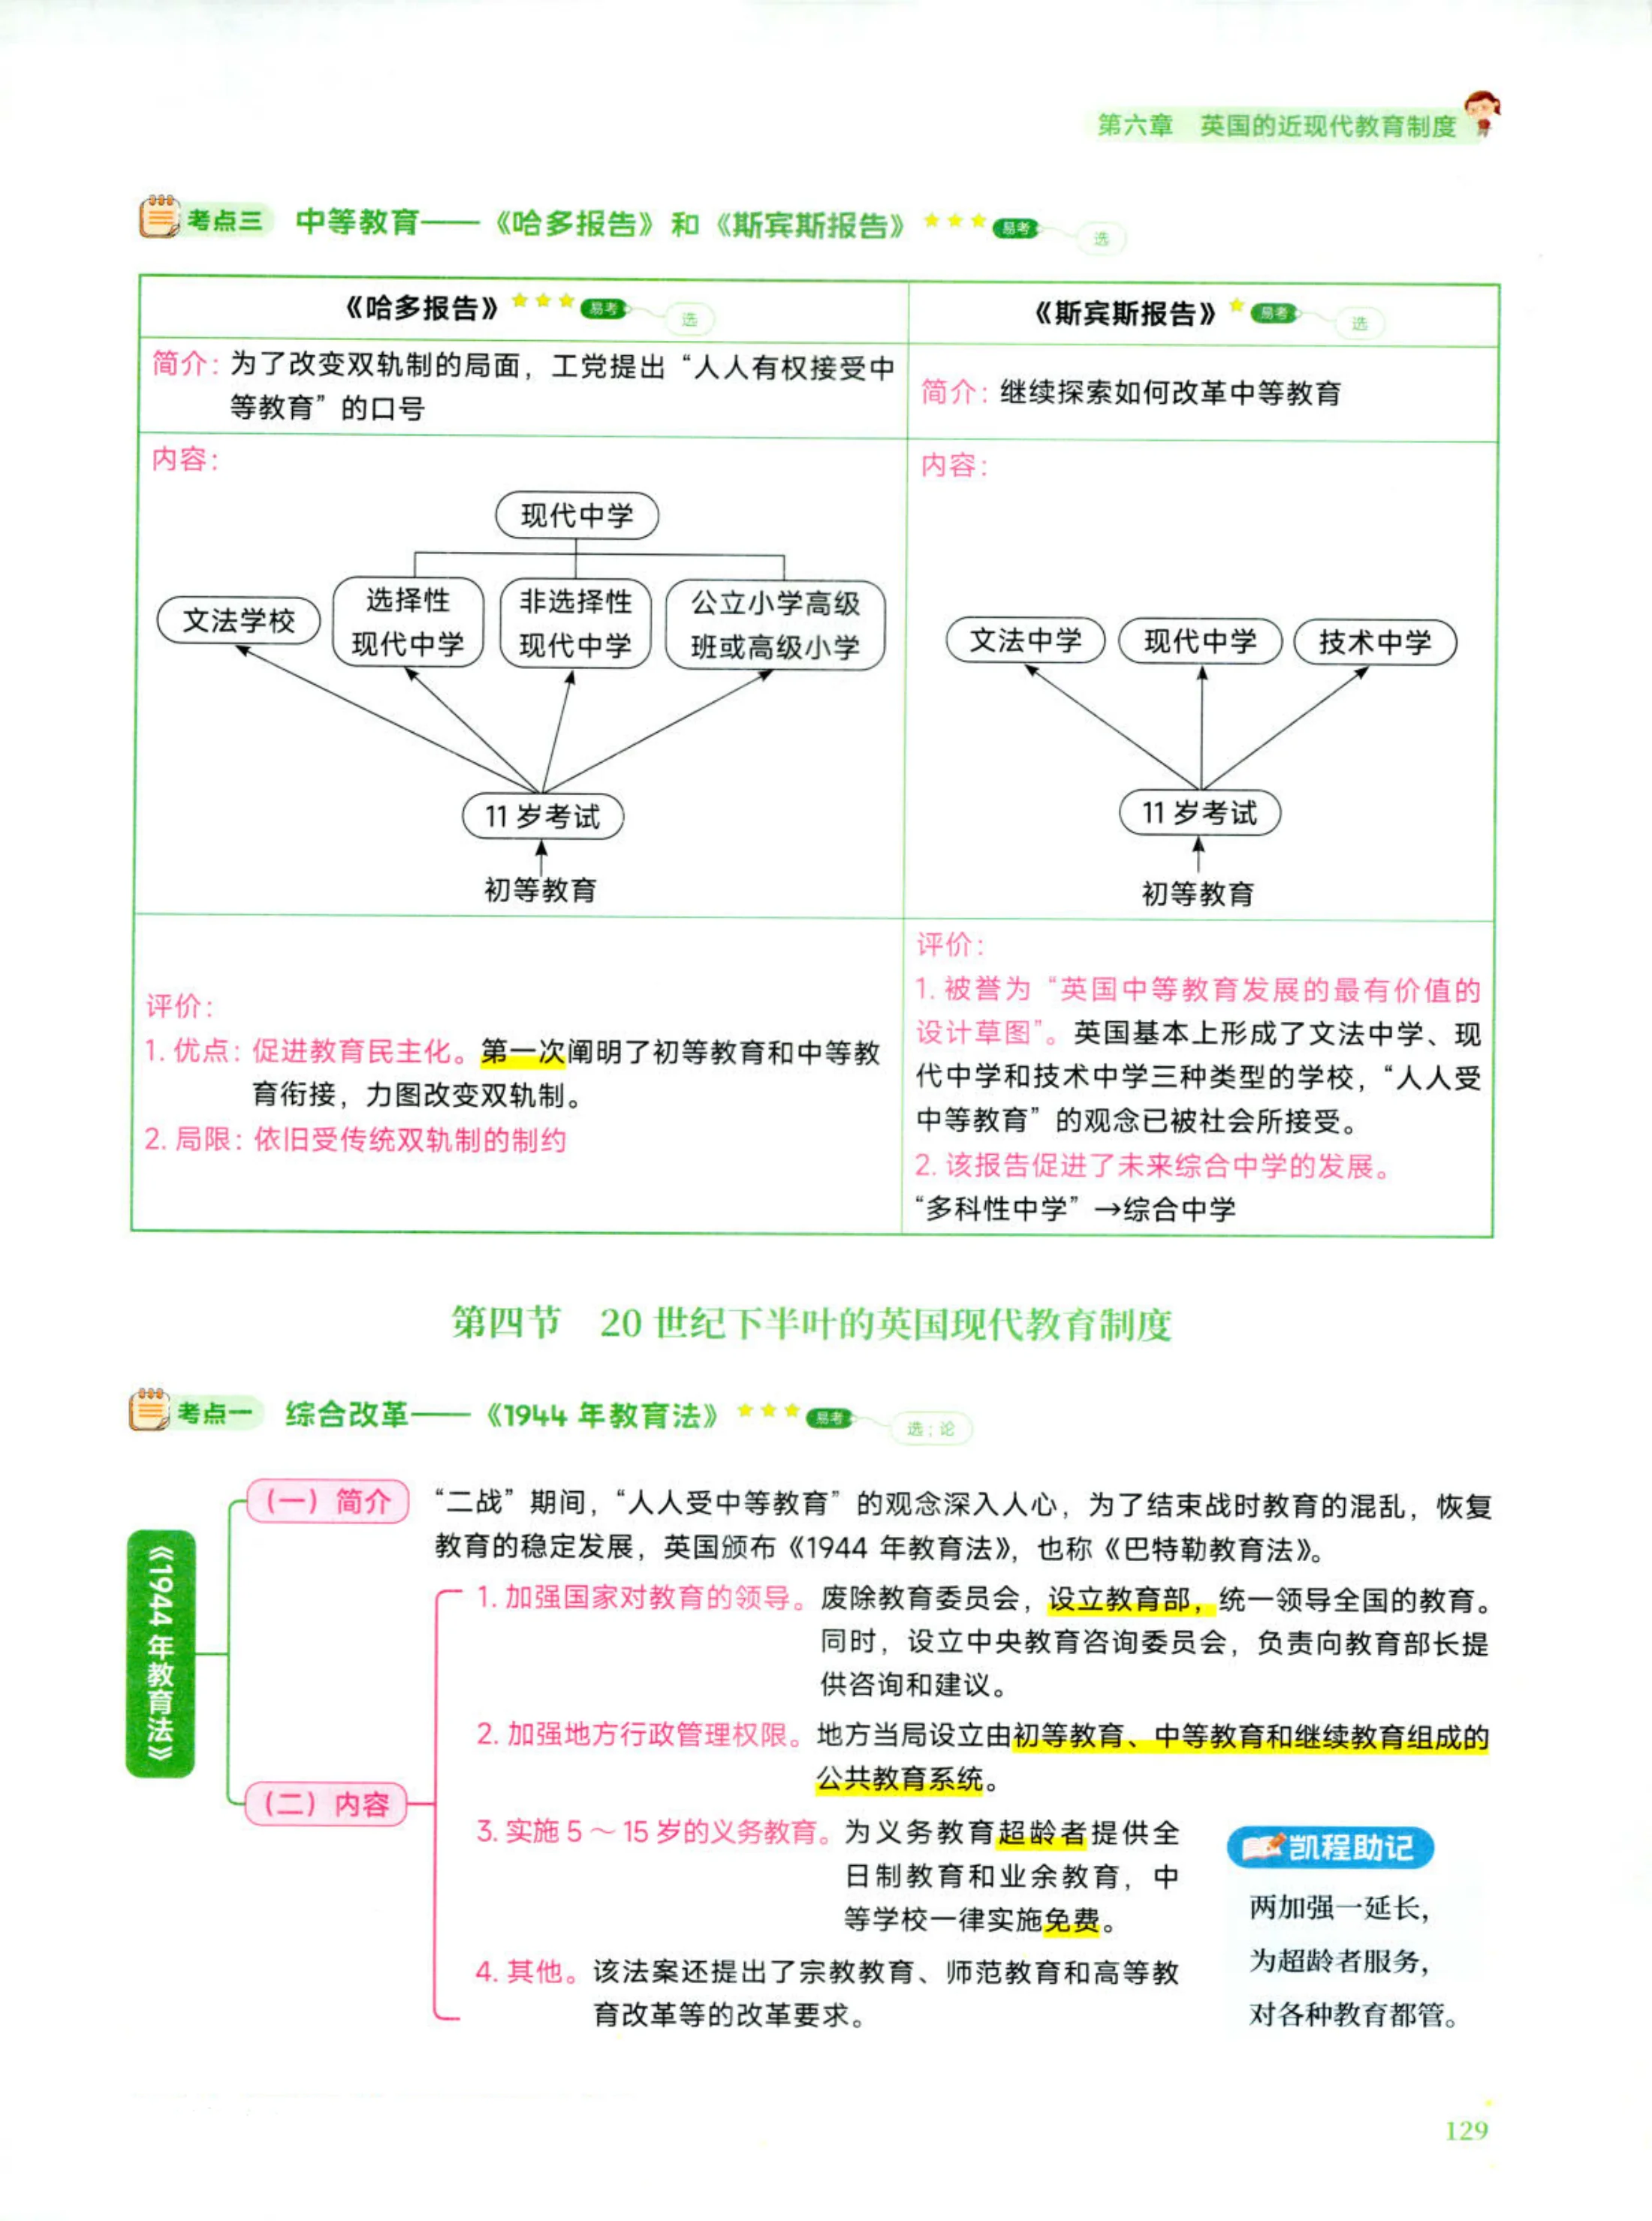 第六章 英国的近现代教育制度
考点三 中等教育——《哈多报告》和《斯宾斯报告》 易考 选
《哈多报告》 易考 选
《斯宾斯报告》 易考 选
简介：为了改变双轨制的局面，工党提出“人人有权接受中
等教育”的口号
简介：继续探索如何改革中等教育
内容：
现代中学
文法学校
选择性
现代中学
非选择性
现代中学
公立小学高级
班或高级小学
11 岁考试
初等教育
内容：
文法中学
现代中学
技术中学
11 岁考试
初等教育
评价：
1. 优点：促进教育民主化。第一次阐明了初等教育和中等教
育衔接，力图改变双轨制。
2. 局限：依旧受传统双轨制的制约
评价：
1. 被誉为“英国中等教育发展的最有价值的
设计草图”。英国基本上形成了文法中学、现
代中学和技术中学三种类型的学校，“人人受
中等教育”的观念已被社会所接受。
2. 该报告促进了未来综合中学的发展。
“多科性中学”→综合中学
第四节 20 世纪下半叶的英国现代教育制度
考点一 综合改革——《1944 年教育法》 易考 选；论
《1944 年教育法》
（一）简介
“二战”期间，“人人受中等教育”的观念深入人心，为了结束战时教育的混乱，恢复
教育的稳定发展，英国颁布《1944 年教育法》，也称《巴特勒教育法》。
（二）内容
1. 加强国家对教育的领导。废除教育委员会，设立教育部，统一领导全国的教育。
同时，设立中央教育咨询委员会，负责向教育部长提
供咨询和建议。
2. 加强地方行政管理权限。地方当局设立由初等教育、中等教育和继续教育组成的
公共教育系统。
3. 实施 5～15 岁的义务教育。为义务教育超龄者提供全
日制教育和业余教育，中
等学校一律实施免费。
4. 其他。该法案还提出了宗教教育、师范教育和高等教
育改革等的改革要求。
凯程助记
两加强一延长，
为超龄者服务，
对各种教育都管。
129